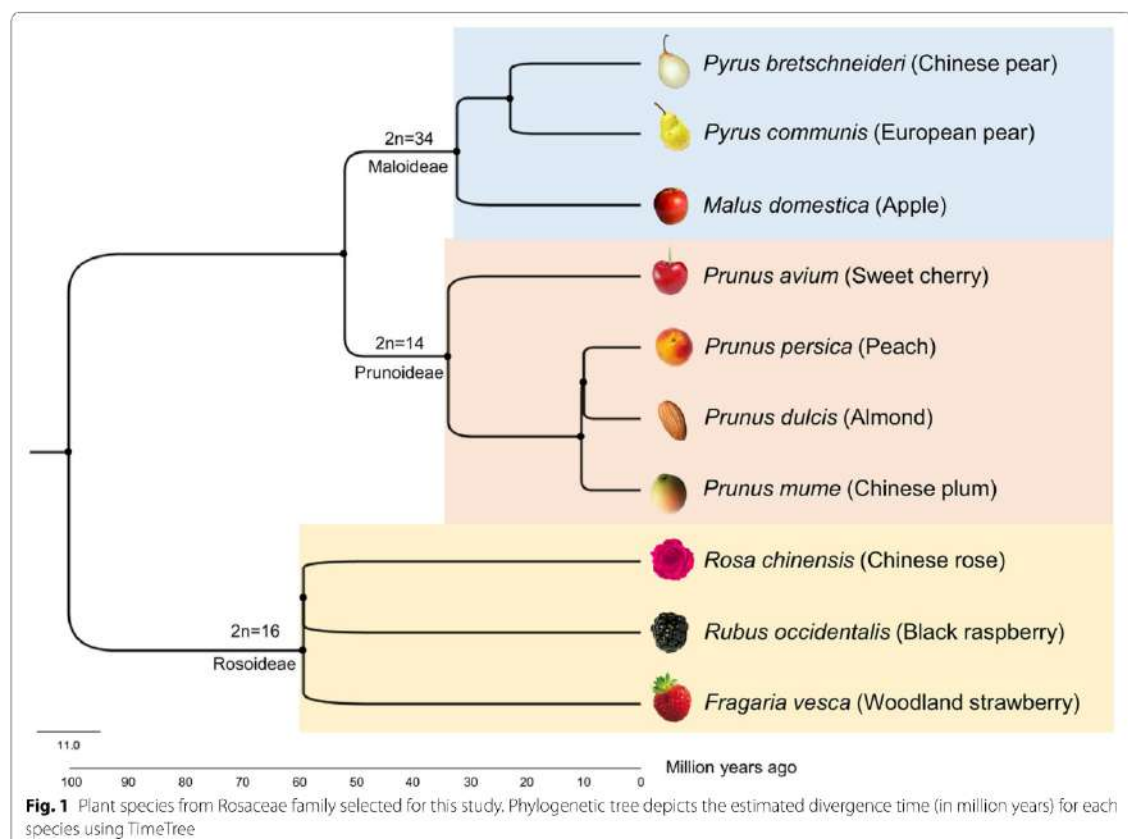 Pyrus bretschneideri (Chinese pear)
2n=34
Pyrus communis (European pear)
Maloideae
Malus domestica (Apple)
Prunus avium (Sweet cherry)
2n=14
Prunus persica (Peach)
Prunoideae
Prunus dulcis (Almond)
Prunus mume (Chinese plum)
Rosa chinensis (Chinese rose)
2n=16
Rubus occidentalis (Black raspberry)
Rosoideae
Fragaria vesca (Woodland strawberry)
11.0
Million years ago
100 90 80 70 60 50 40 30 20 10 0
Fig. 1 Plant species from Rosaceae family selected for this study. Phylogenetic tree depicts the estimated divergence time (in million years) for each
species using TimeTree